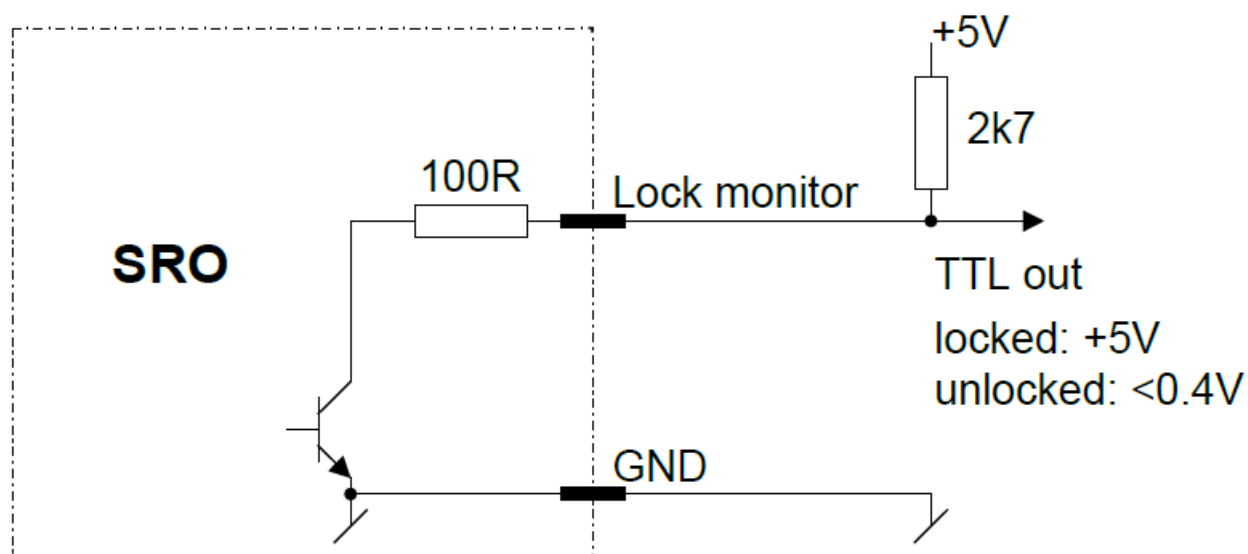 +5V
2k7
100R
Lock monitor
SRO
TTL out
locked: +5V
unlocked: <0.4V
GND